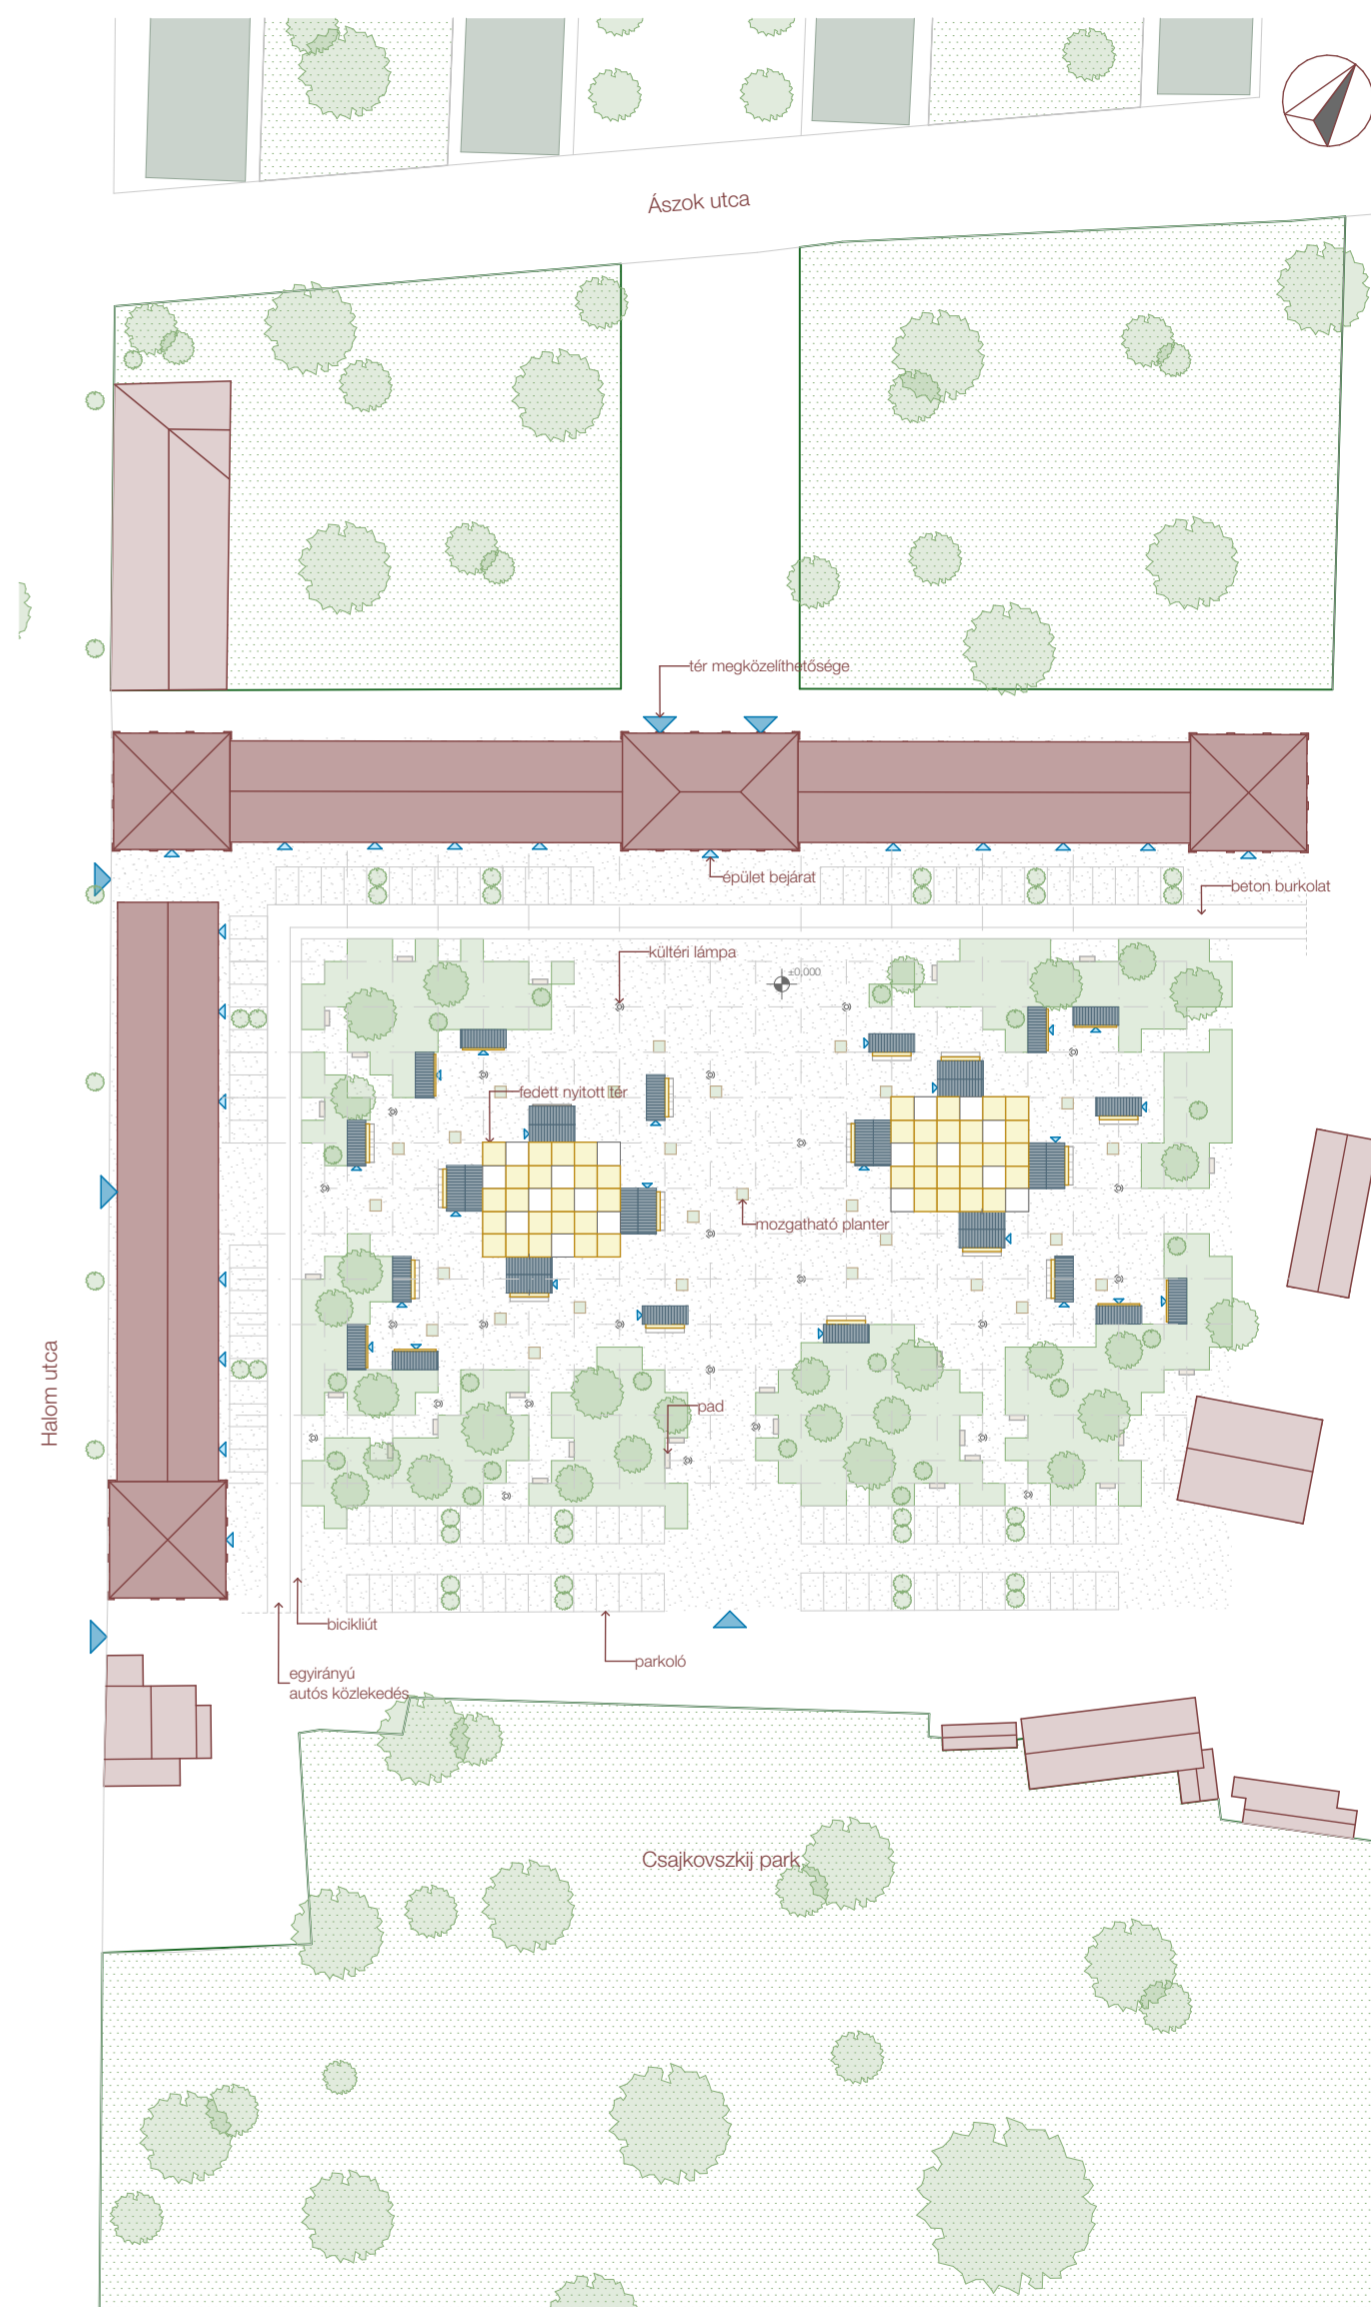 Ászok utca
tér megközelíthetősége
épület bejárat
beton burkolat
kültéri lámpa
±0,000
fedett nyitott tér
mozgatható planter
Halom utca
pad
bicikliút
parkoló
egyirányú
autós közlekedés
Csajkovszkij park